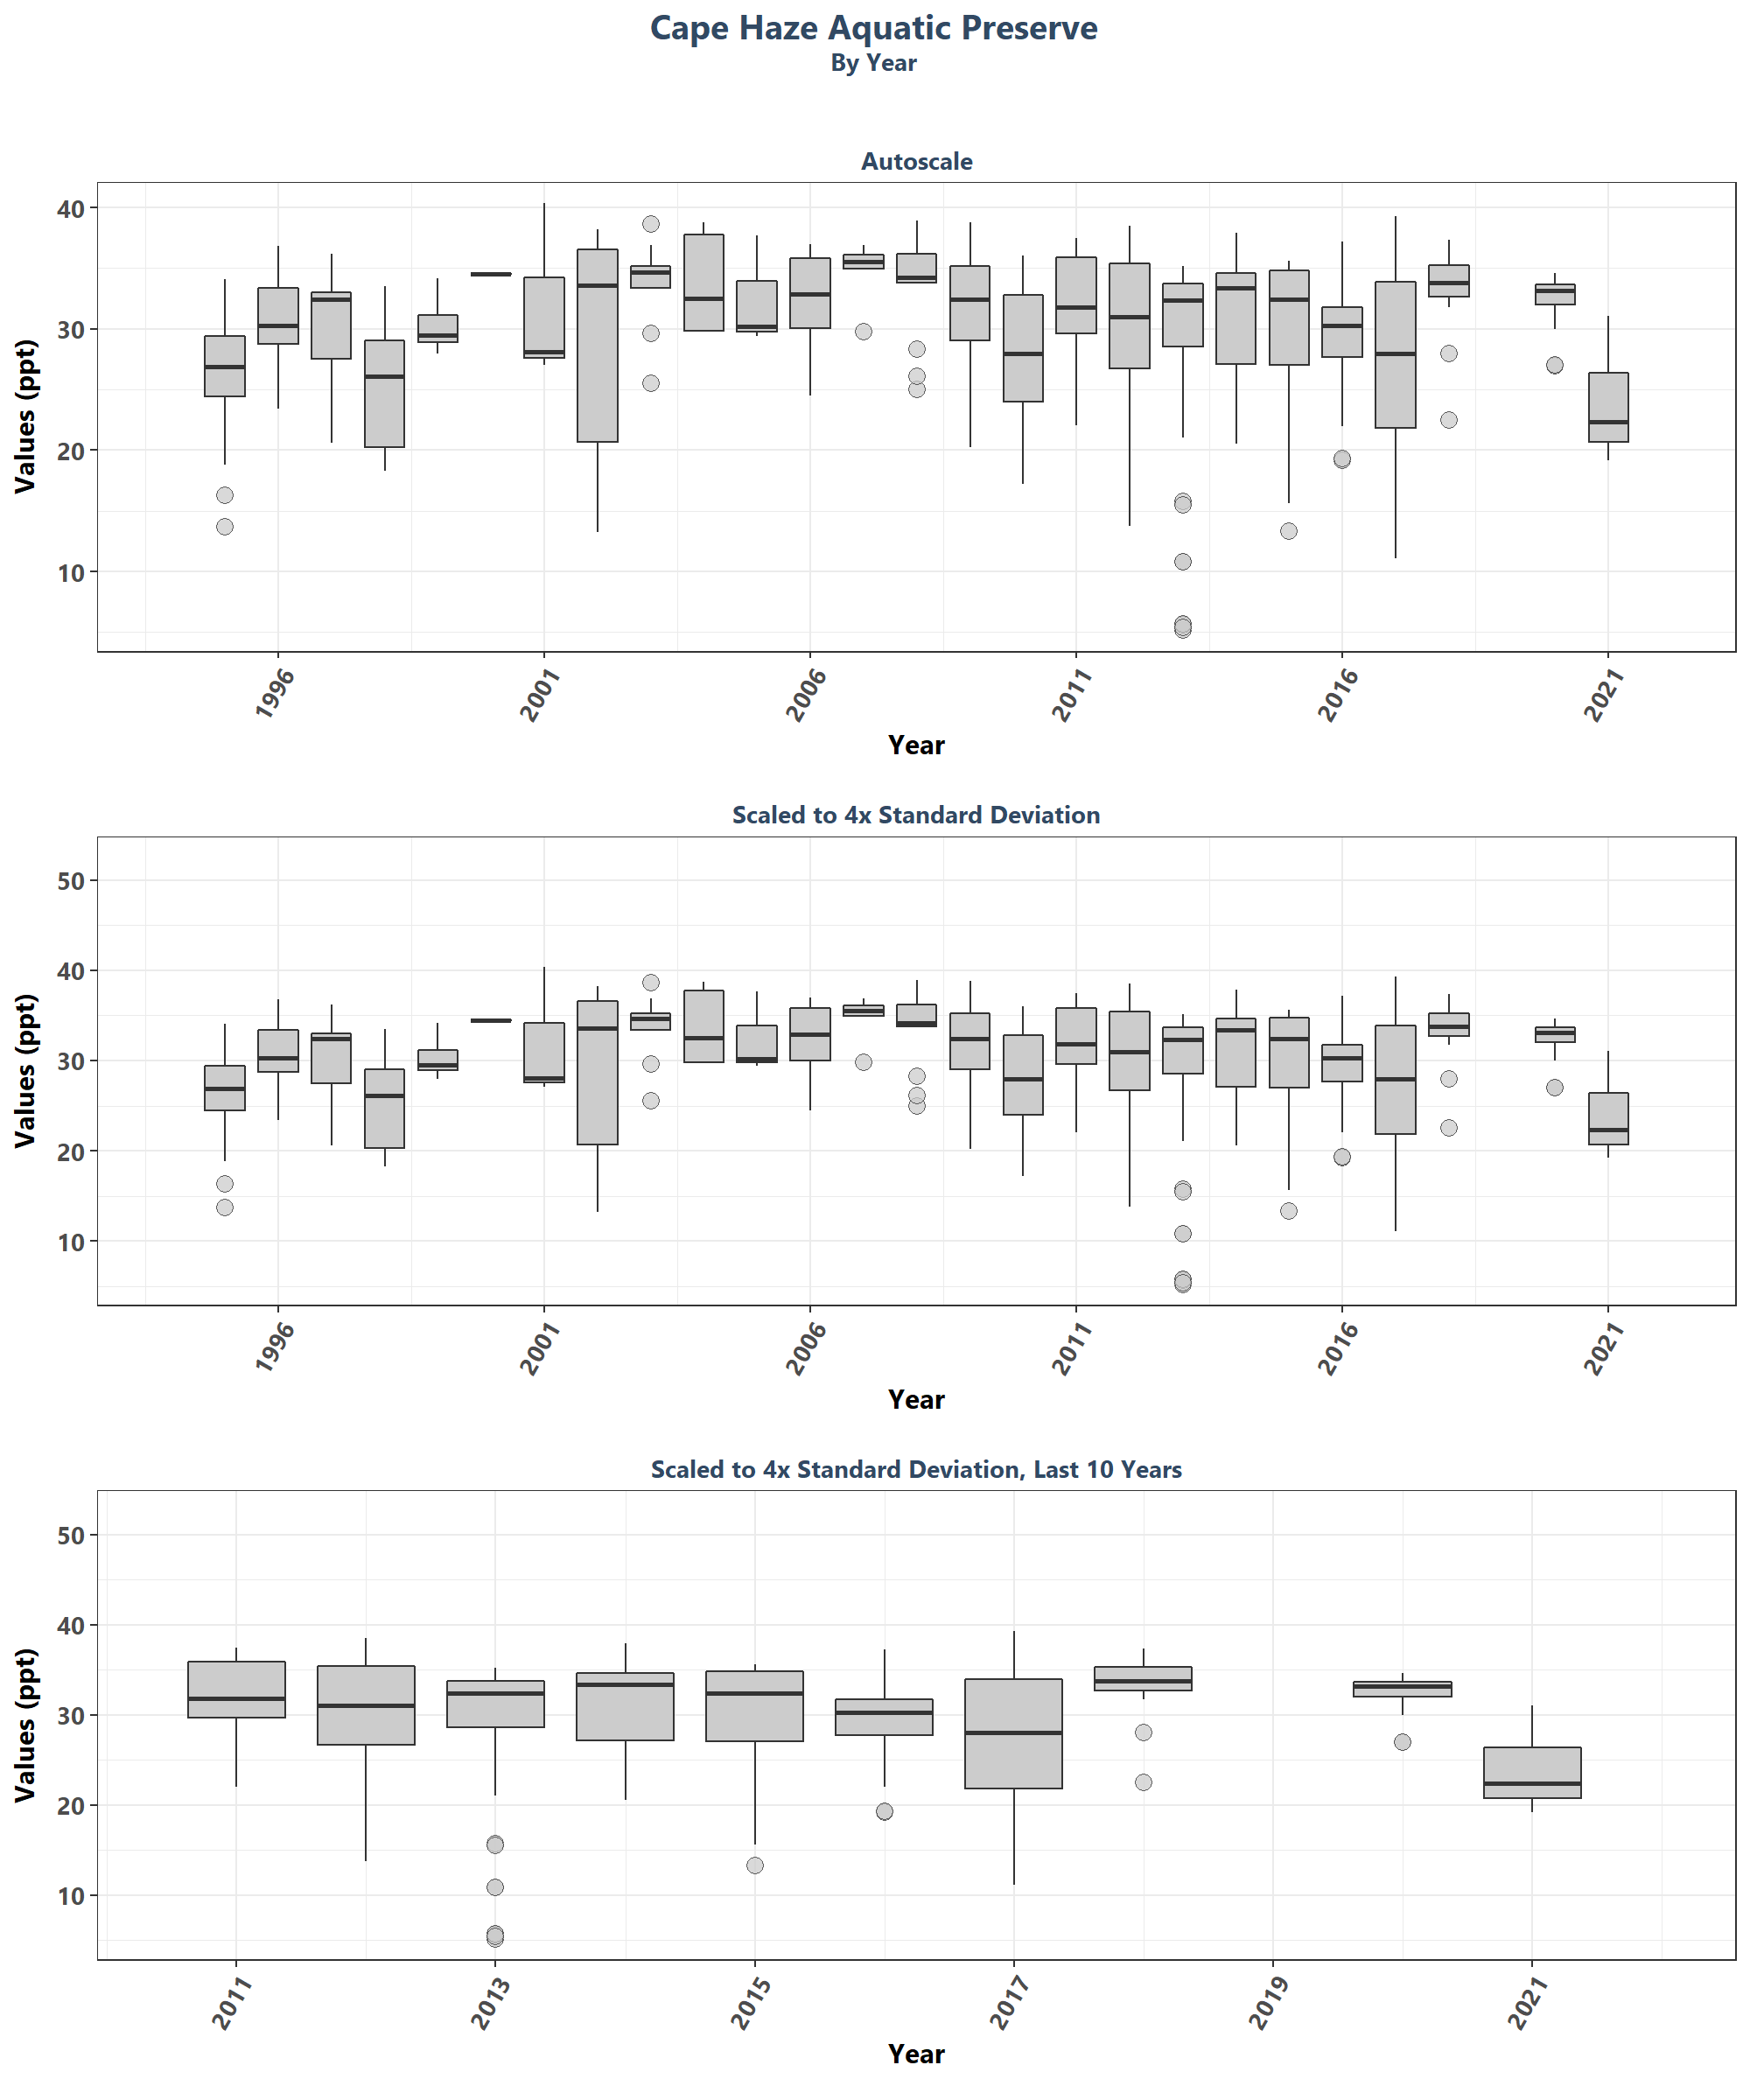 Cape Haze Aquatic Preserve
By Year
Autoscale
40
30
20
10
Values (ppt)
1996 2001 2006 2011 2016 2021
Year
Scaled to 4x Standard Deviation
50
40
30
20
10
Values (ppt)
1996 2001 2006 2011 2016 2021
Year
Scaled to 4x Standard Deviation, Last 10 Years
50
40
30
20
10
Values (ppt)
2011 2013 2015 2017 2019 2021
Year